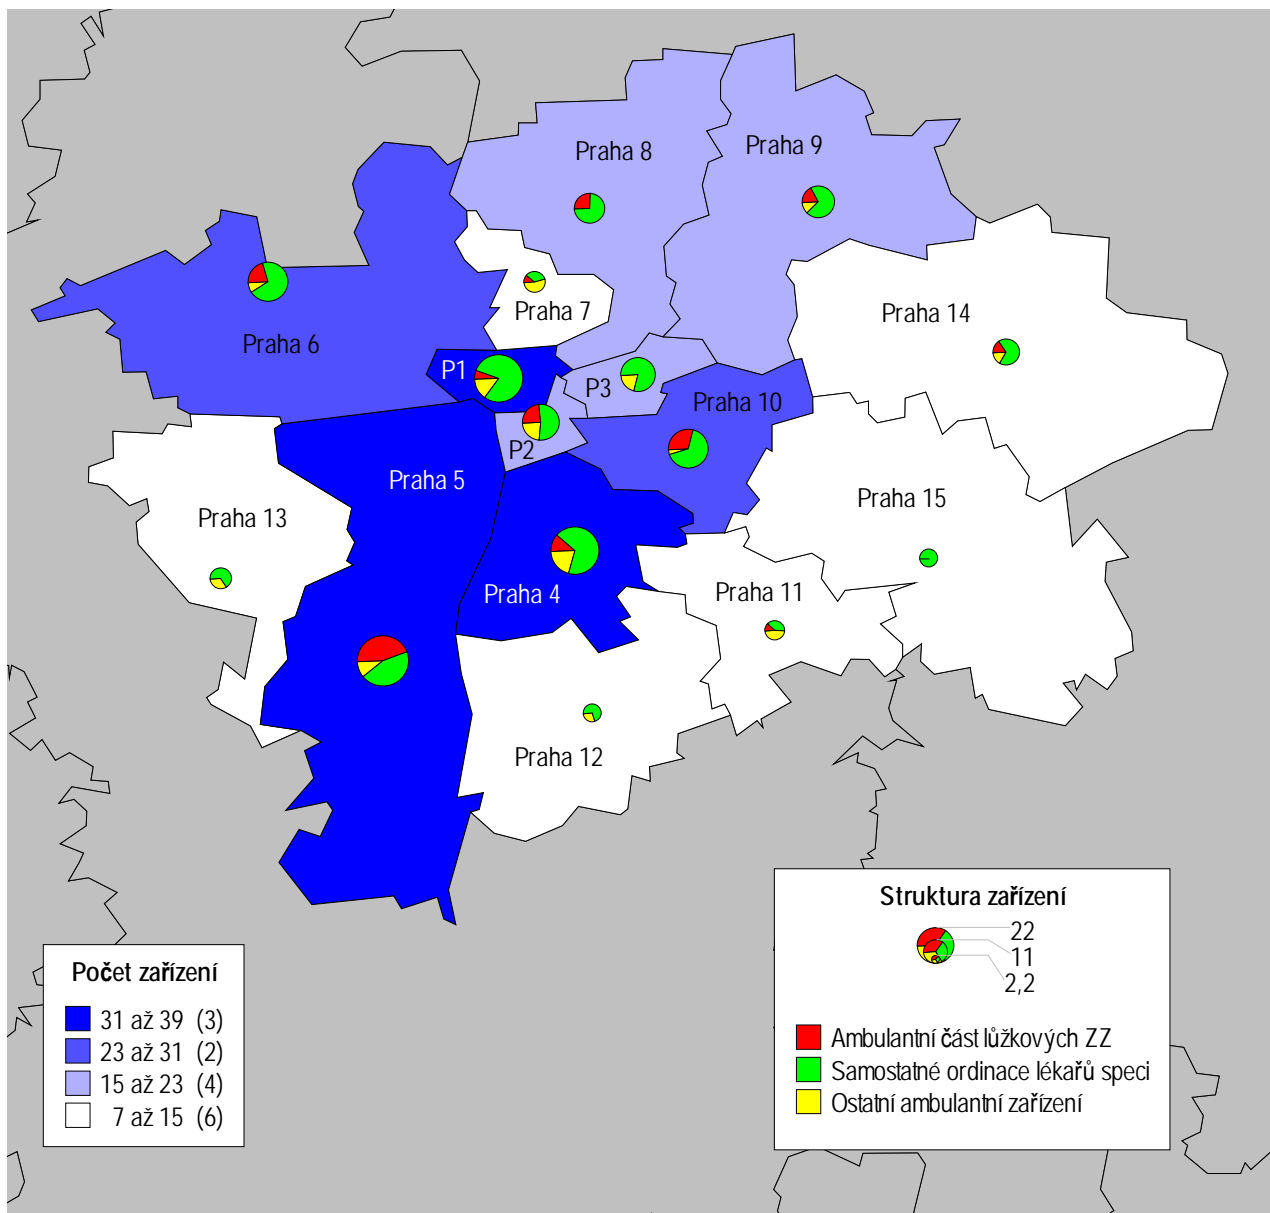 Praha 8
Praha 9
Praha 7
Praha 14
Praha 6
P1
P3
Praha 10
P2
Praha 5
Praha 15
Praha 13
Praha 4
Praha 11
Praha 12
Struktura zařízení
22
11
2,2
Ambulantní část lůžkových ZZ
Samostatné ordinace lékařů speci
Ostatní ambulantní zařízení
Počet zařízení
31 až 39 (3)
23 až 31 (2)
15 až 23 (4)
7 až 15 (6)